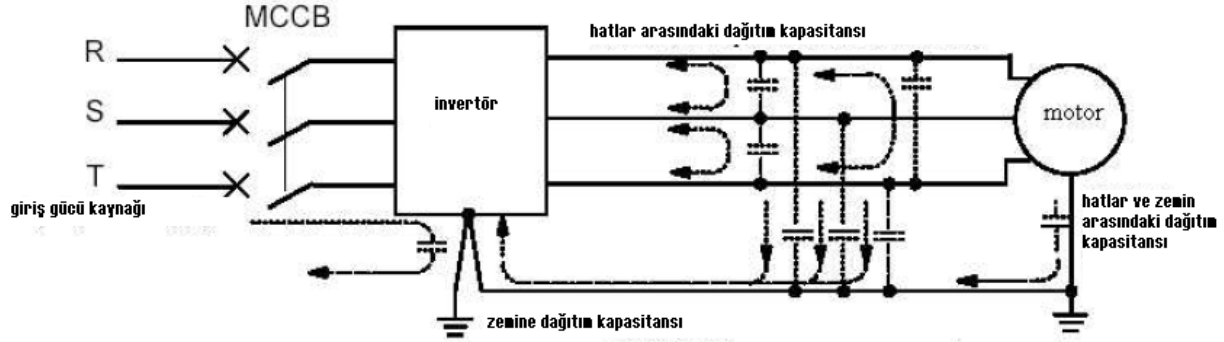 MCCB
R
S
T
giriş gücü kaynağı
invertör
hatlar arasındaki dağıtım kapasitansı
motor
hatlar ve zemin
arasındaki dağıtım
kapasitansı
zemine dağıtım kapasitansı